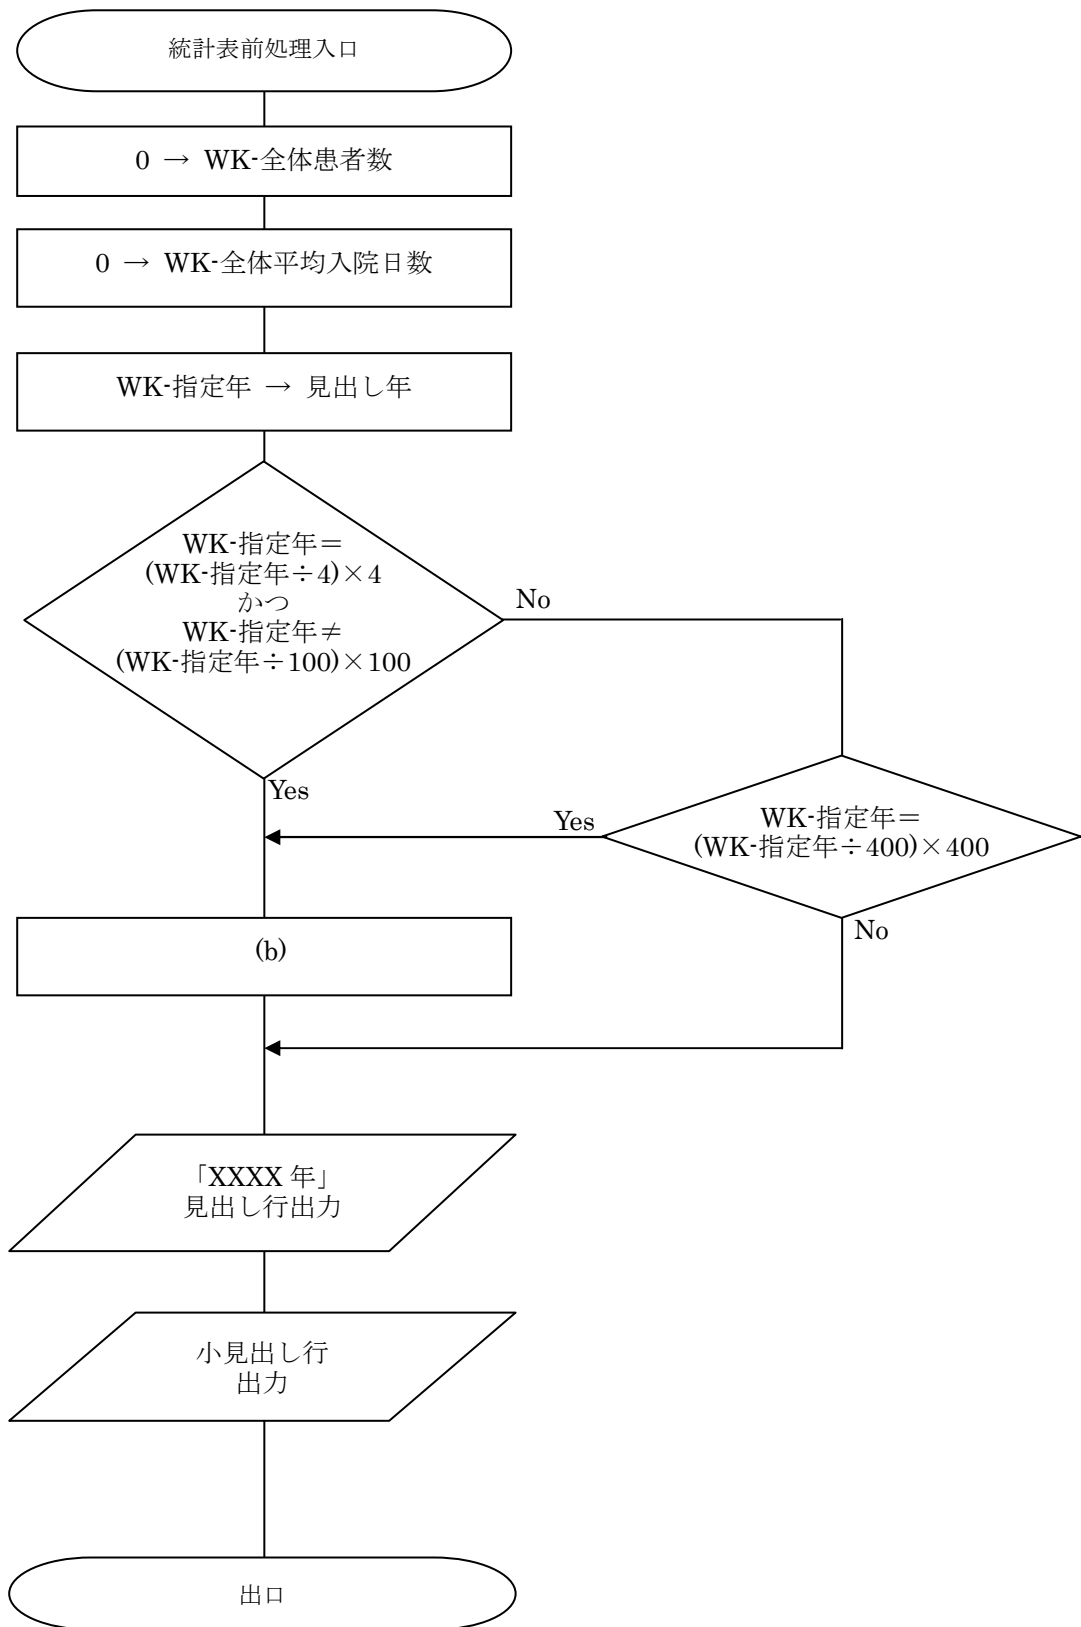 統計表前処理入口
0 → WK-全体患者数
0 → WK-全体平均入院日数
WK-指定年 → 見出し年
WK-指定年＝
(WK-指定年÷4)×4
かつ
WK-指定年≠
(WK-指定年÷100)×100
No
Yes
WK-指定年＝
(WK-指定年÷400)×400
Yes
No
(b)
「XXXX 年」
見出し行出力
小見出し行
出力
出口